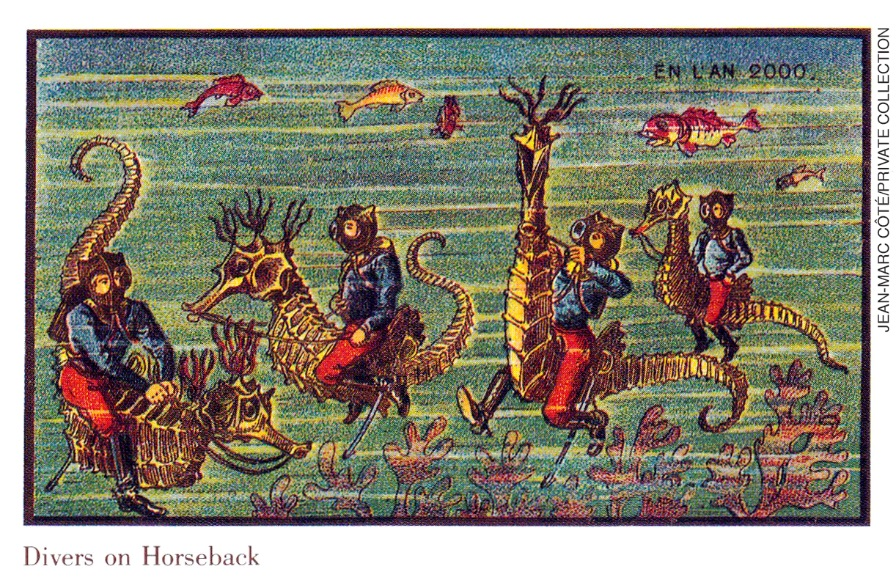 EN L'AN 2000.
JEAN-MARC CÔTÉ/PRIVATE COLLECTION
Divers on Horseback